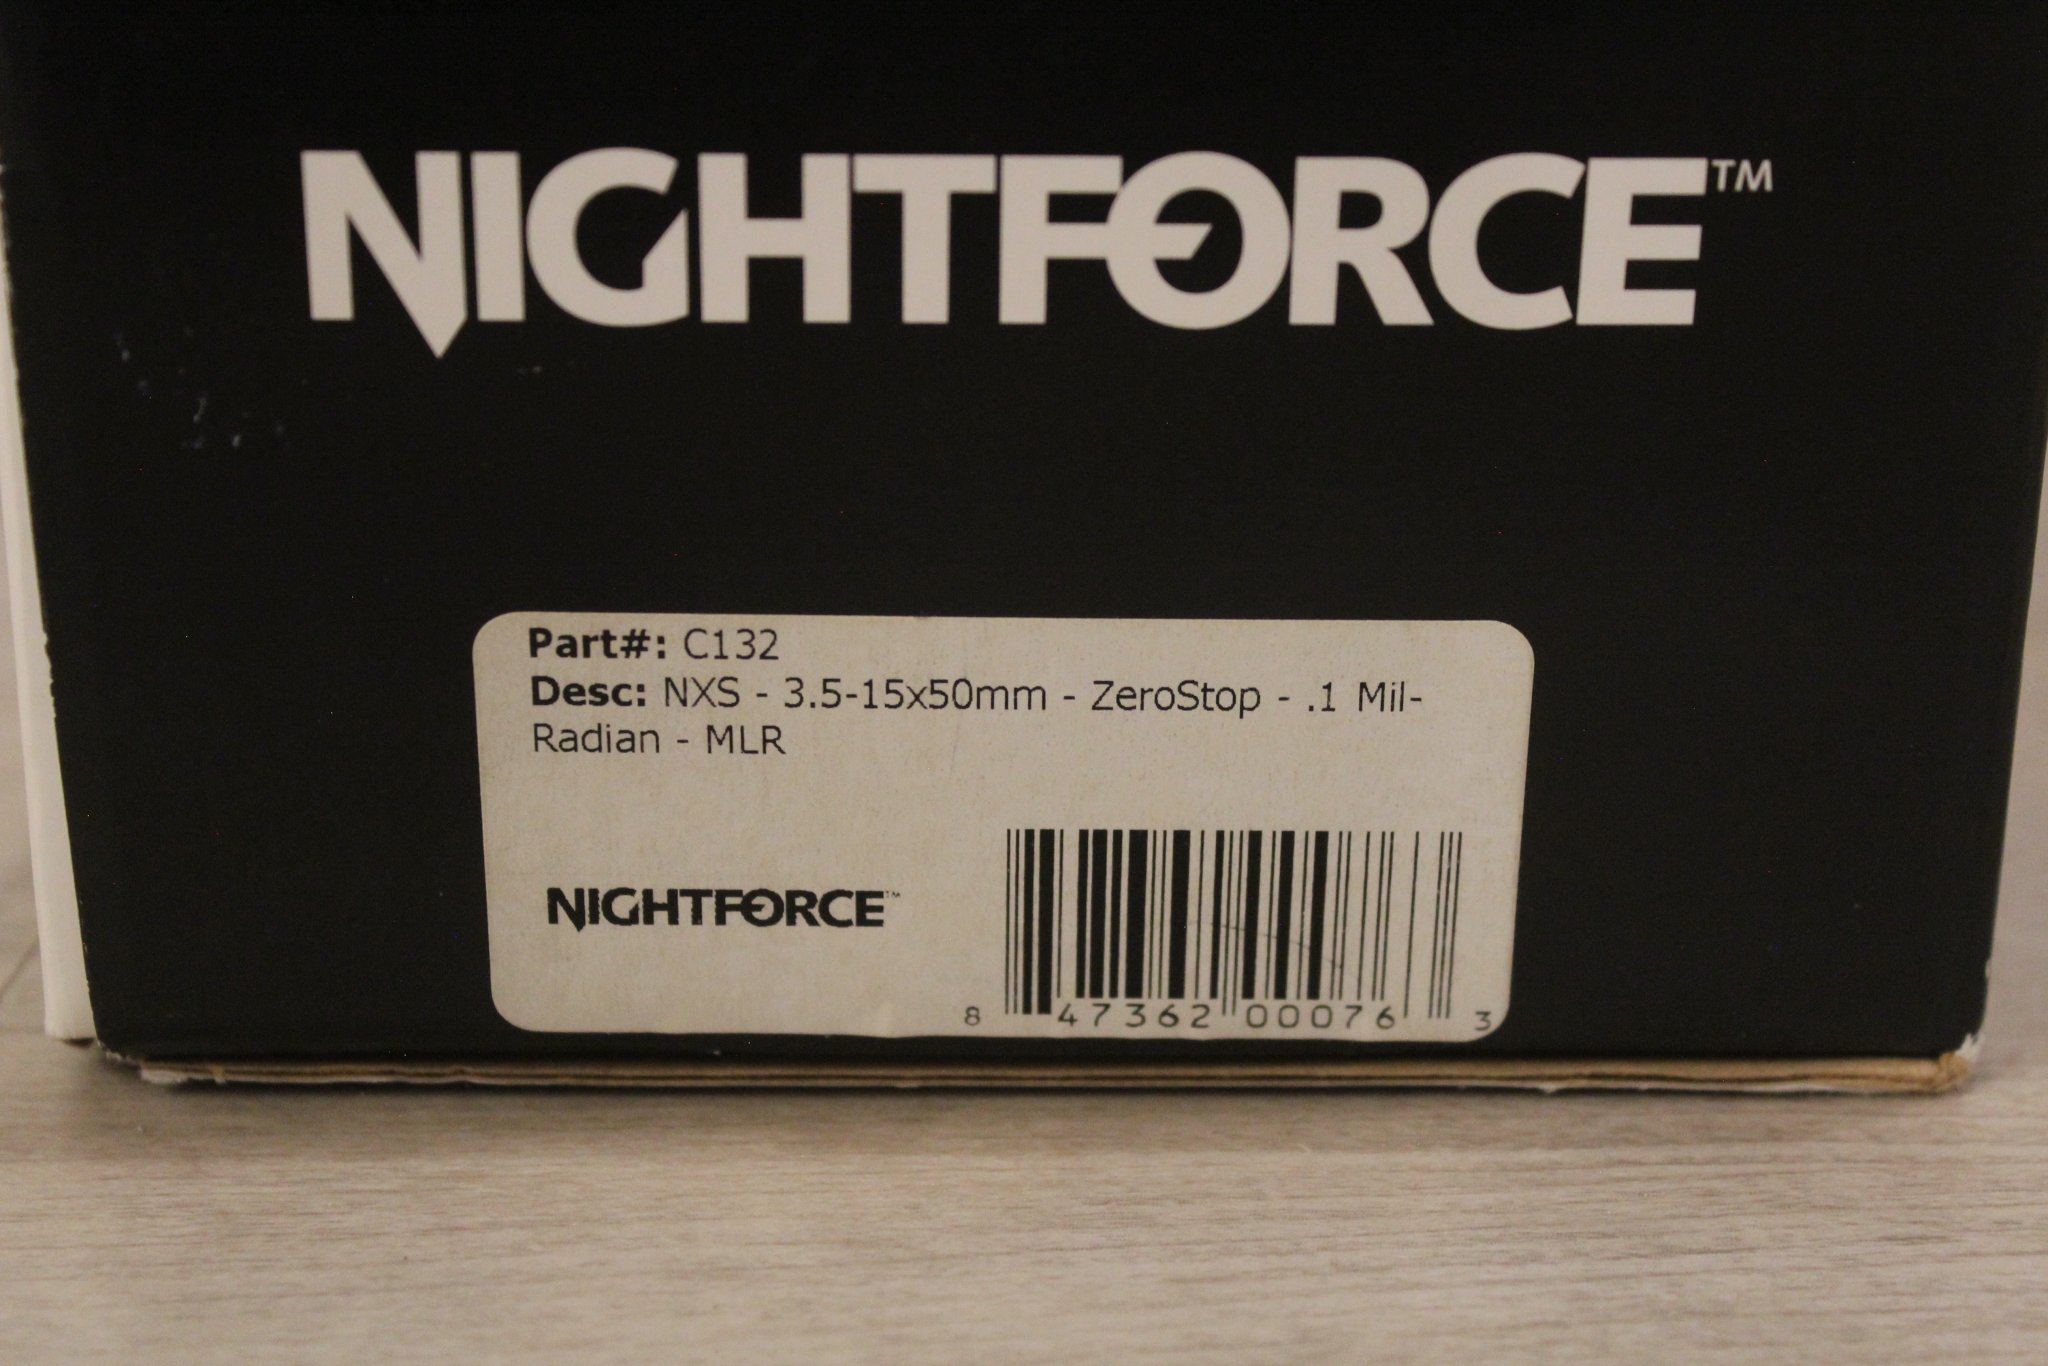 NIGHTFORCE™
Part#: C132
Desc: NXS - 3.5-15x50mm - ZeroStop - .1 Mil-
Radian - MLR
NIGHTFORCE™
8 47362 00076 3